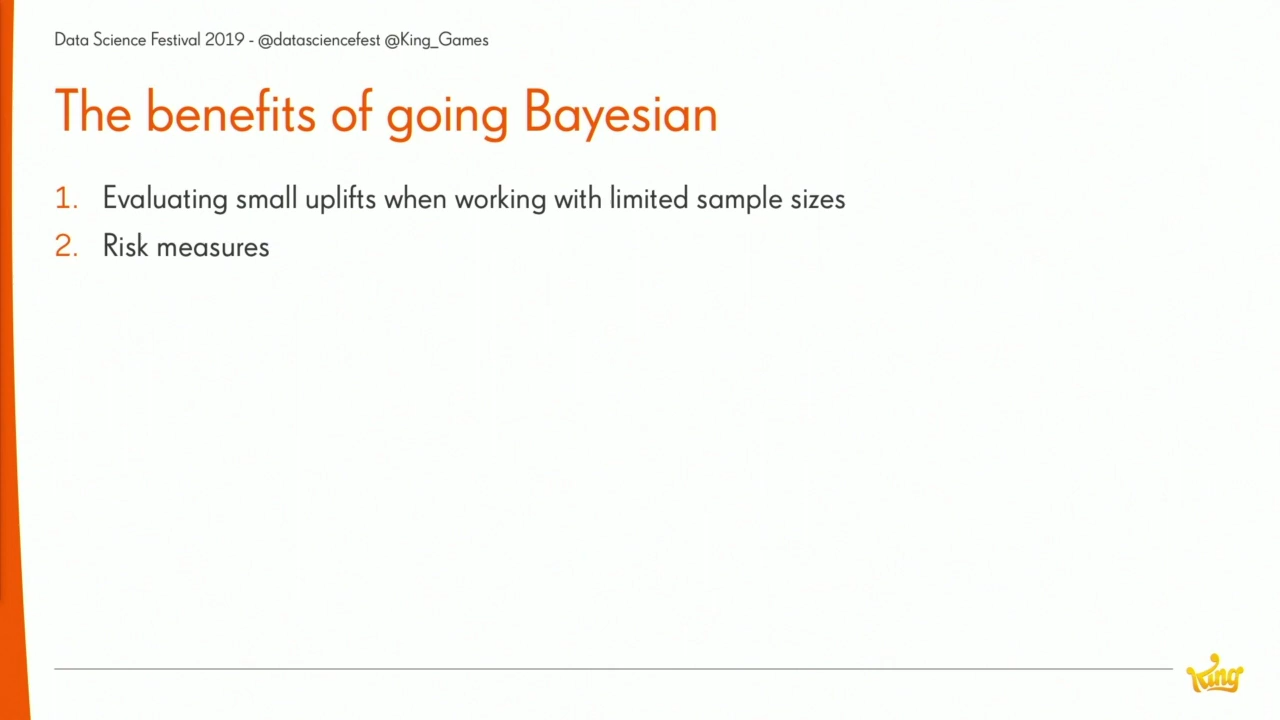 Data Science Festival 2019 - @datasciencefest @King_Games
The benefits of going Bayesian
1. Evaluating small uplifts when working with limited sample sizes
2. Risk measures
King